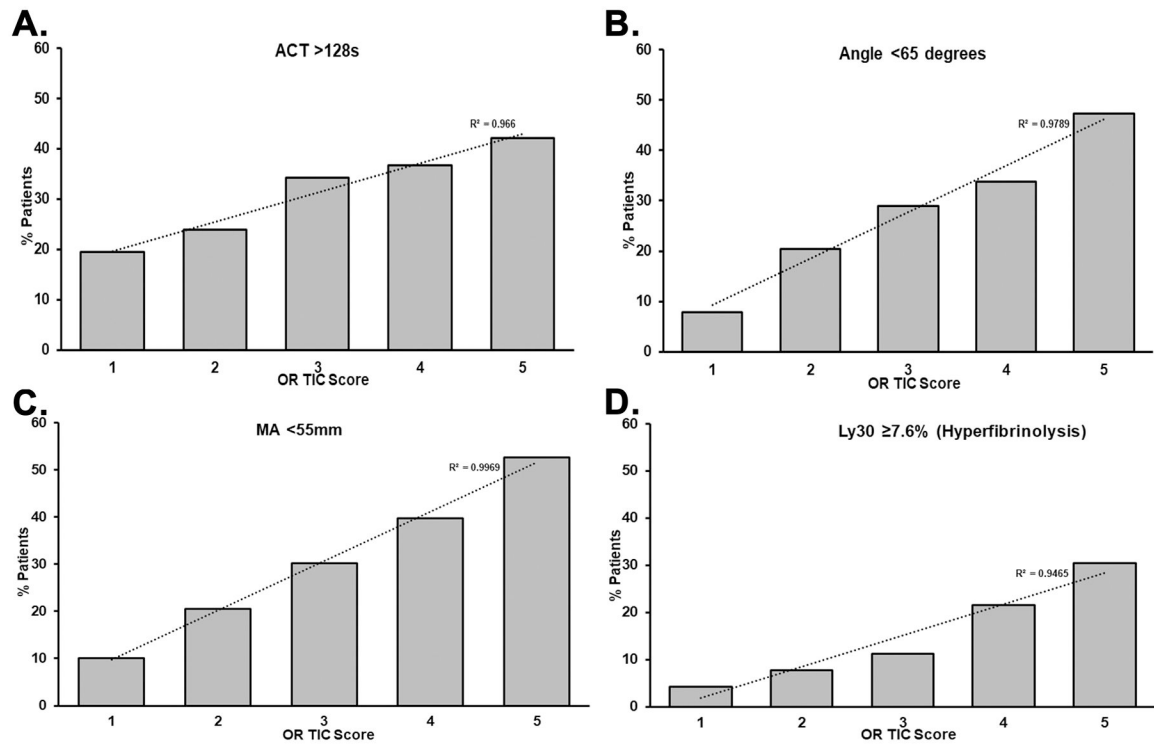 A.
ACT >128s
60
50
40
30
20
10
0
% Patients
R² = 0.966
1 2 3 4 5
OR TIC Score
B.
Angle <65 degrees
60
50
40
30
20
10
0
% Patients
R² = 0.9789
1 2 3 4 5
OR TIC Score
C.
MA <55mm
60
50
40
30
20
10
0
% Patients
R² = 0.9969
1 2 3 4 5
OR TIC Score
D.
Ly30 ≥7.6% (Hyperfibrinolysis)
60
50
40
30
20
10
0
% Patients
R² = 0.9465
1 2 3 4 5
OR TIC Score